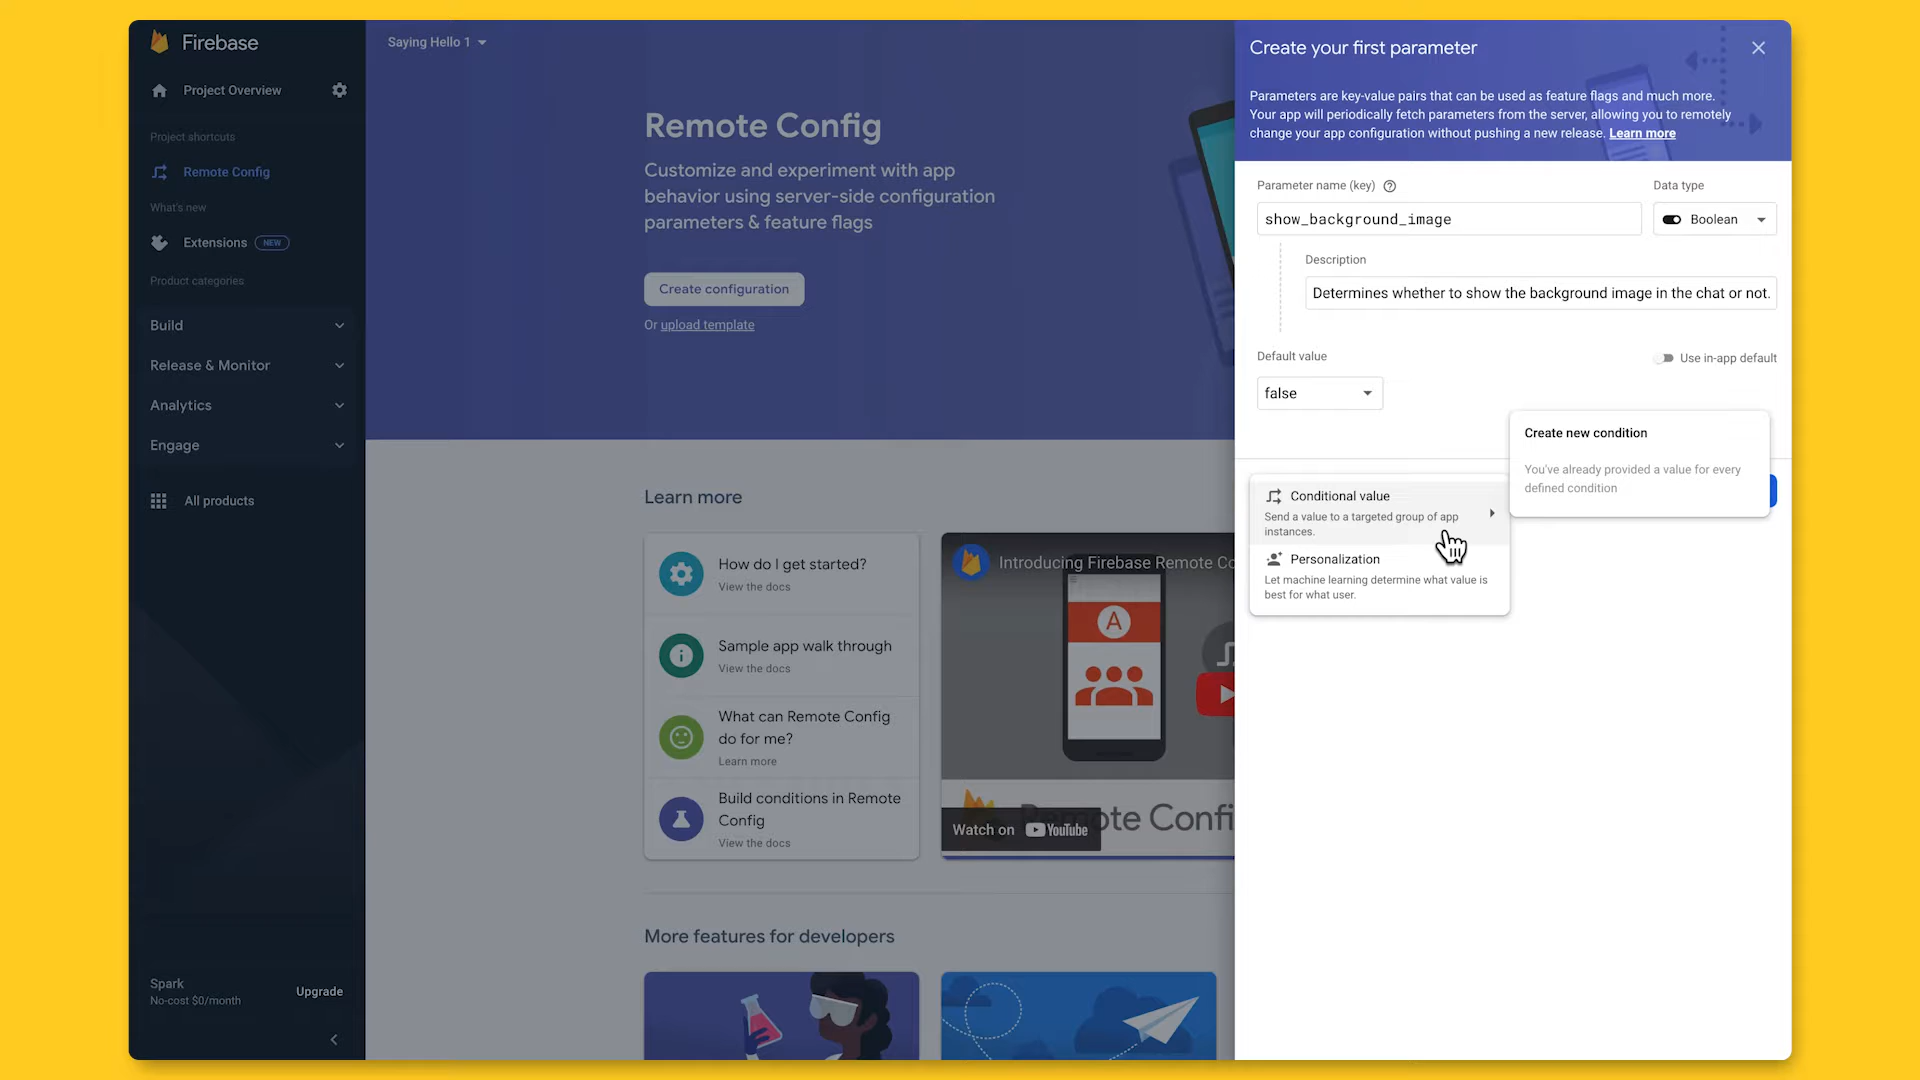 Firebase
Project Overview
Project shortcuts
Remote Config
What's new
Extensions NEW
Product categories
Build
Release & Monitor
Analytics
Engage
All products
Spark
No-cost $0/month
Upgrade
Saying Hello 1
Remote Config
Customize and experiment with app
behavior using server-side configuration
parameters & feature flags
Create configuration
Or upload template
Learn more
How do I get started?
View the docs
Sample app walk through
View the docs
What can Remote Config
do for me?
Learn more
Build conditions in Remote
Config
View the docs
Introducing Firebase Remote Co
A
Remote Confi
Watch on YouTube
More features for developers
Create your first parameter
Parameters are key-value pairs that can be used as feature flags and much more.
Your app will periodically fetch parameters from the server, allowing you to remotely
change your app configuration without pushing a new release. Learn more
Parameter name (key)
Data type
show_background_image
Boolean
Description
Determines whether to show the background image in the chat or not.
Default value
Use in-app default
false
Create new condition
You've already provided a value for every
defined condition
Conditional value
Send a value to a targeted group of app
instances.
Personalization
Let machine learning determine what value is
best for what user.